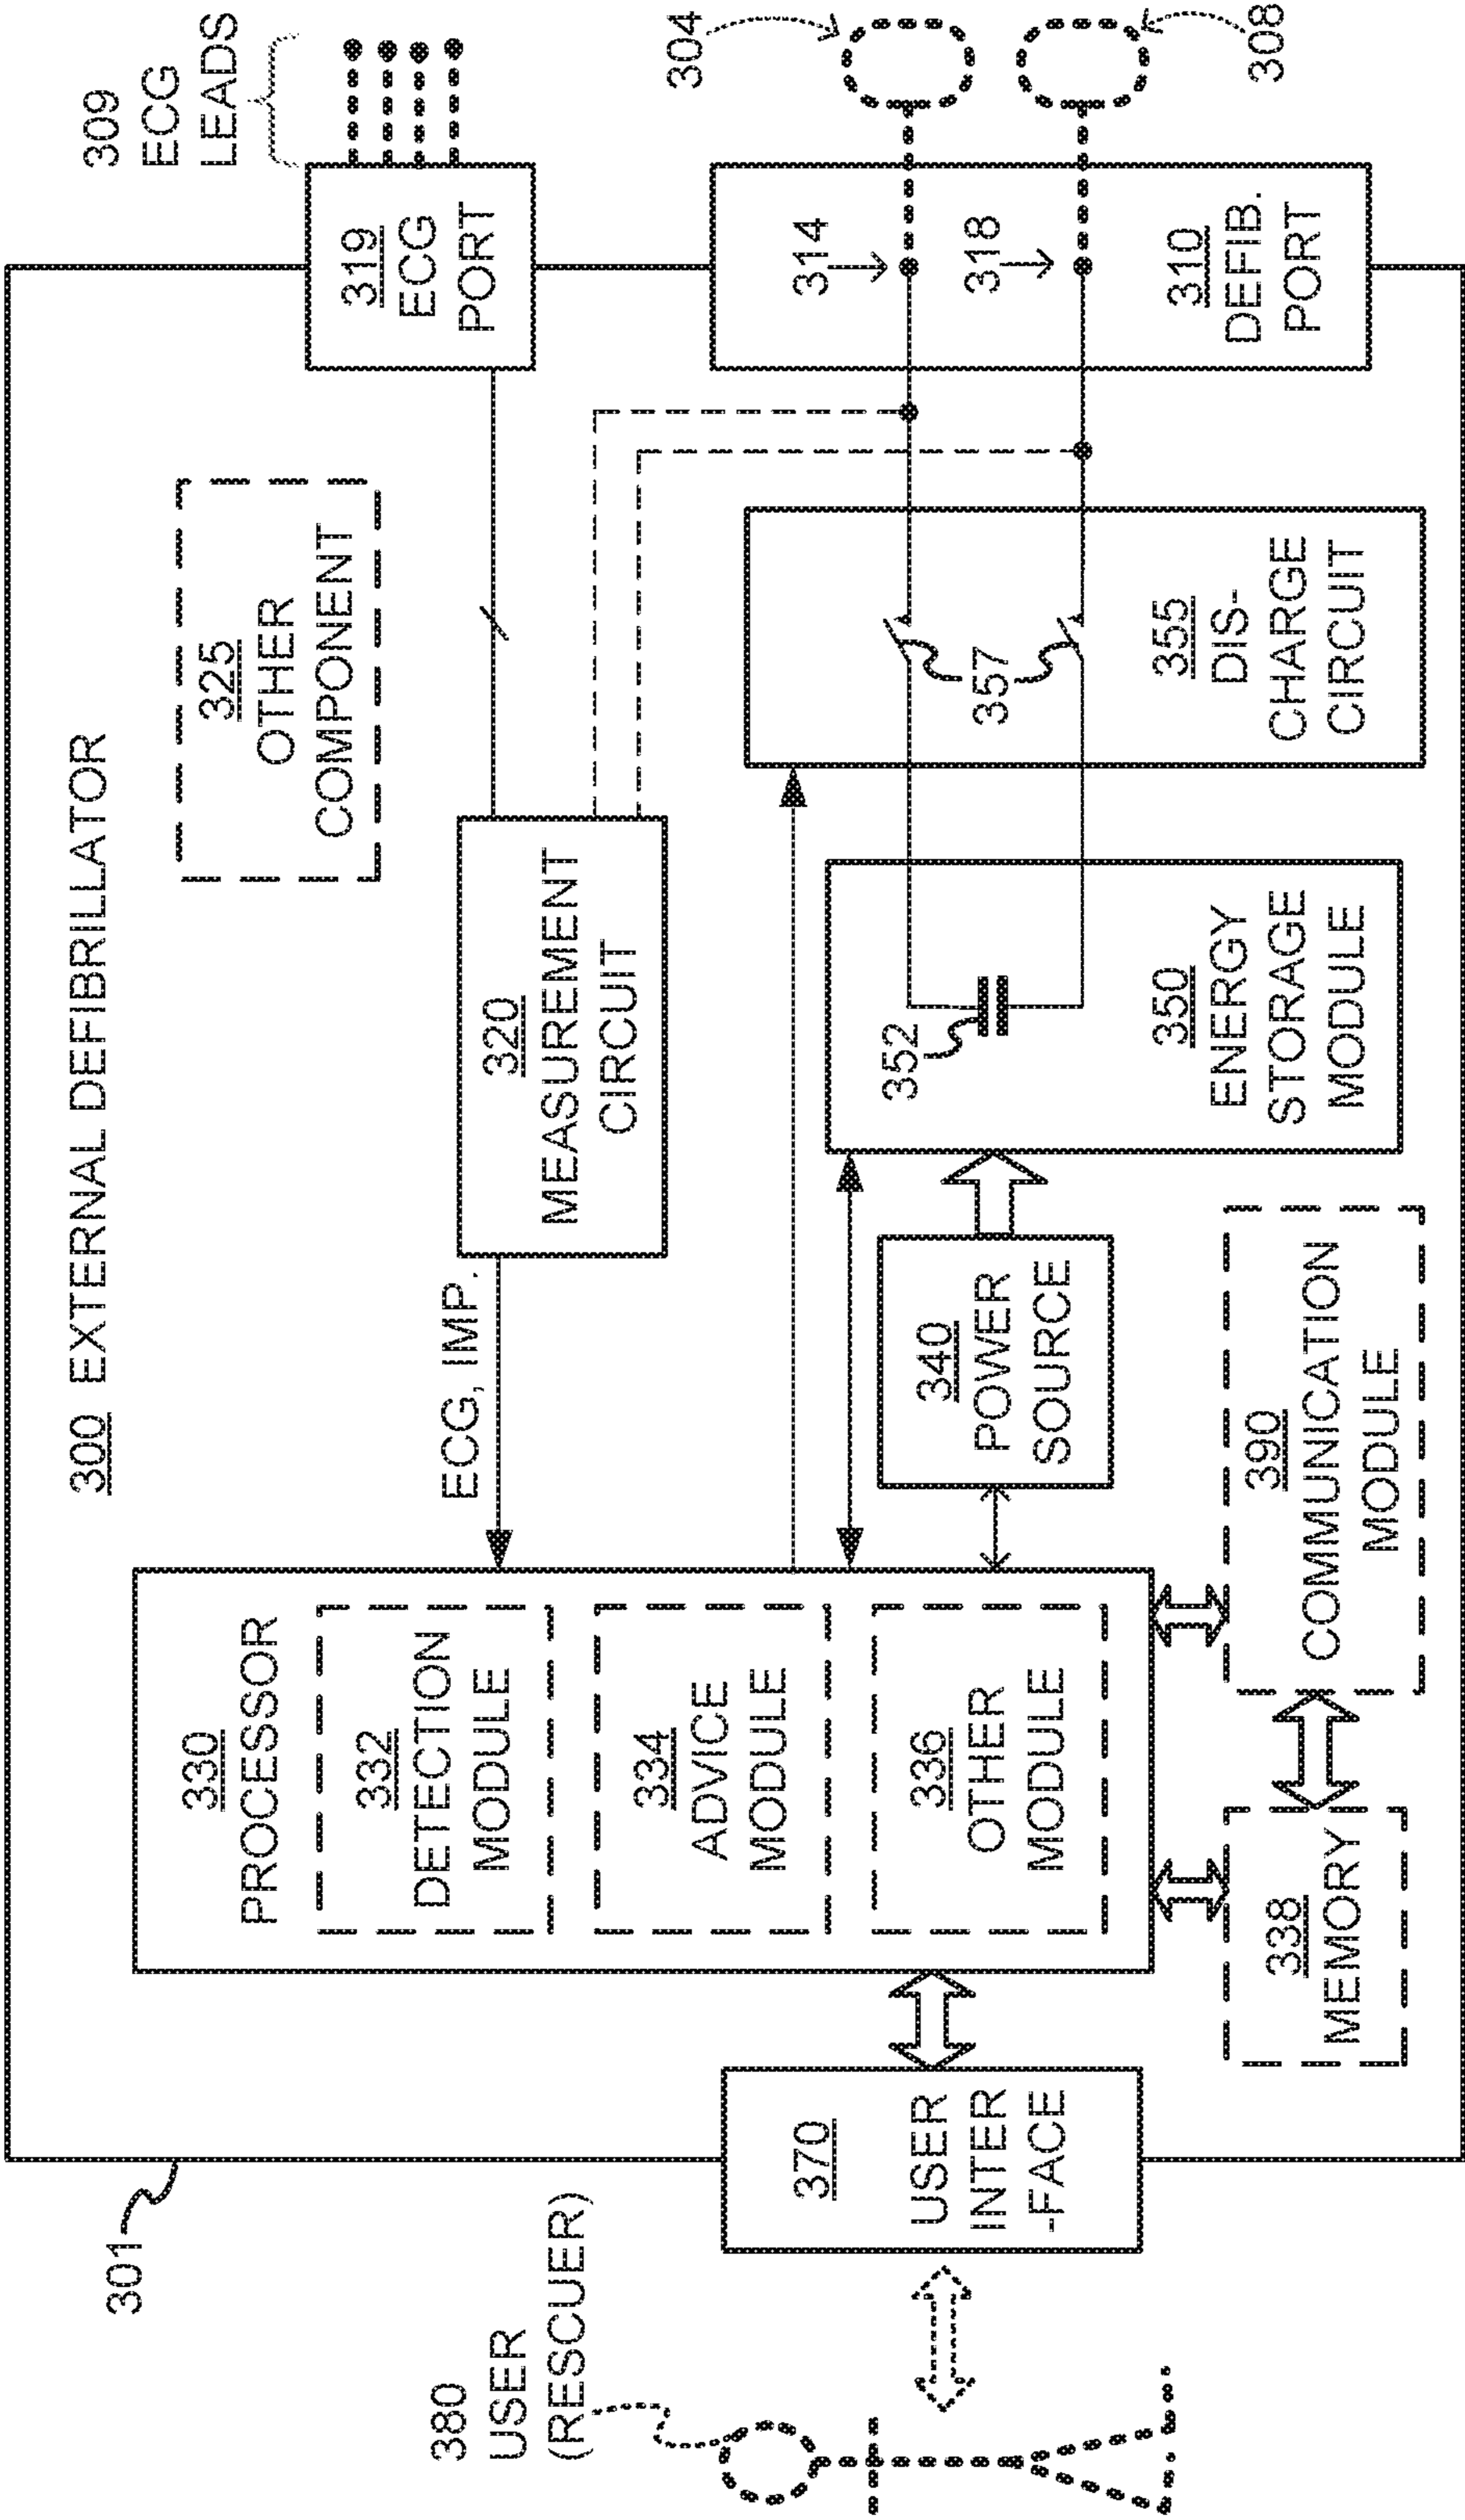 300 EXTERNAL DEFIBRILLATOR
301
309
ECG
LEADS
319
ECG
PORT
325
OTHER
COMPONENT
330
PROCESSOR
332
DETECTION
MODULE
334
ADVICE
MODULE
336
OTHER
MODULE
ECG, IMP.
320
MEASUREMENT
CIRCUIT
304
308
314
318
310
DEFIB.
PORT
380
USER
(RESCUER)
370
USER
INTER
-FACE
340
POWER
SOURCE
352
350
ENERGY
STORAGE
MODULE
357
355
DIS-
CHARGE
CIRCUIT
338
MEMORY
390
COMMUNICATION
MODULE